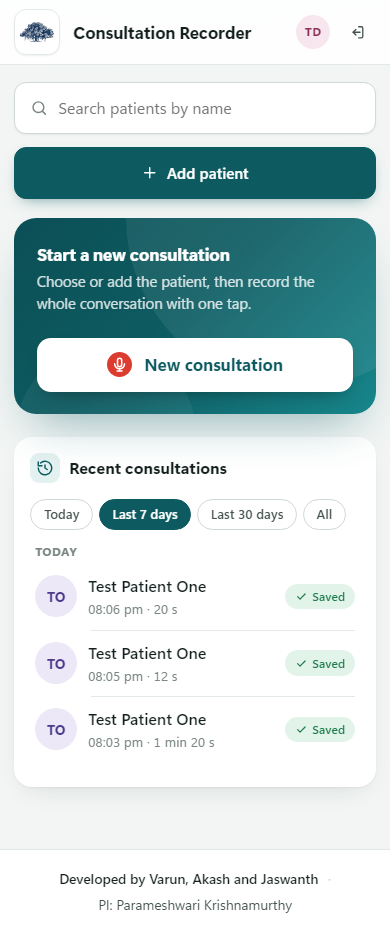 Consultation Recorder
TD
Search patients by name
+ Add patient
Start a new consultation
Choose or add the patient, then record the
whole conversation with one tap.
New consultation
Recent consultations
Today
Last 7 days
Last 30 days
All
TODAY
TO
Test Patient One
08:06 pm · 20 s
Saved
TO
Test Patient One
08:05 pm · 12 s
Saved
TO
Test Patient One
08:03 pm · 1 min 20 s
Saved
Developed by Varun, Akash and Jaswanth ·
PI: Parameshwari Krishnamurthy